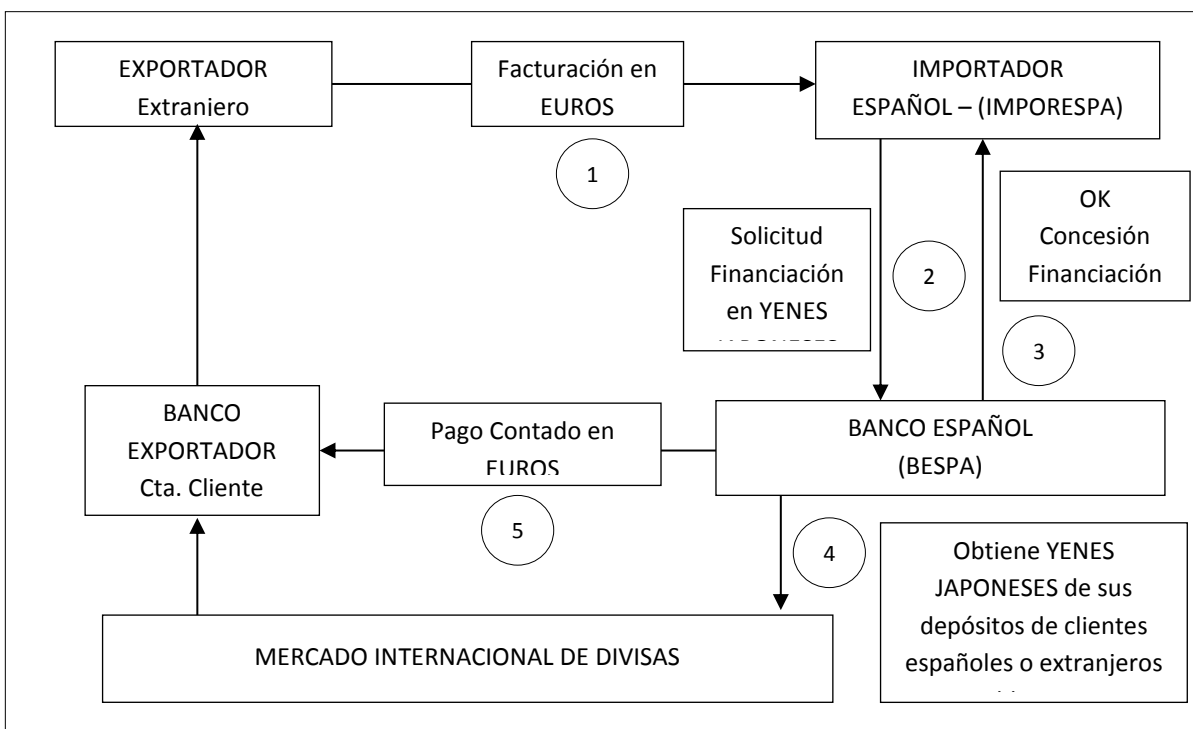 EXPORTADOR
Extranjero
Facturación en
EUROS
IMPORTADOR
ESPAÑOL – (IMPORESPA)
1
Solicitud
Financiación
en YENES
2
OK
Concesión
Financiación
3
BANCO
EXPORTADOR
Cta. Cliente
Pago Contado en
EUROS
BANCO ESPAÑOL
(BESPA)
5
4
Obtiene YENES
JAPONESES de sus
depósitos de clientes
españoles o extranjeros
MERCADO INTERNACIONAL DE DIVISAS